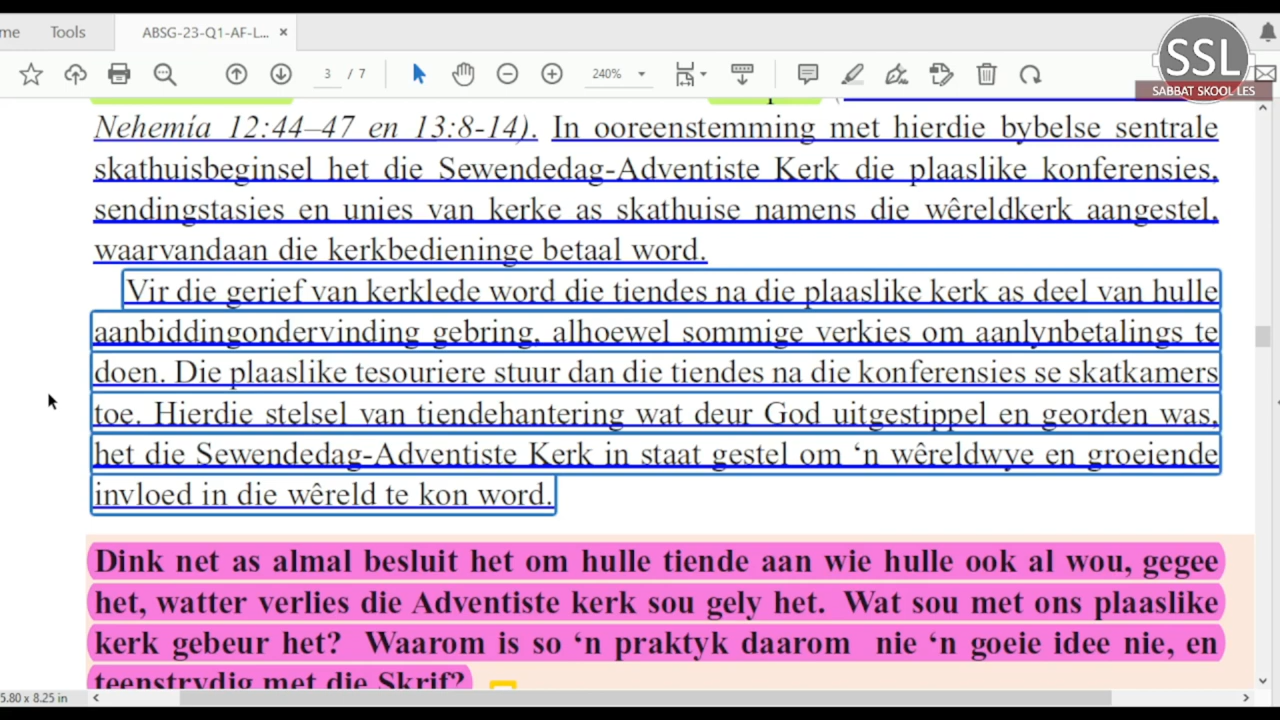 me Tools ABSG-23-Q1-AF-L... ×
3 / 7 240%
SSL
SABBAT SKOOL LES
Nehemía 12:44–47 en 13:8-14). In ooreenstemming met hierdie bybelse sentrale
skathuisbeginsel het die Sewendedag-Adventiste Kerk die plaaslike konferensies,
sendingstasies en unies van kerke as skathuise namens die wêreldkerk aangestel,
waarvandaan die kerkbedieninge betaal word.
Vir die gerief van kerklede word die tiendes na die plaaslike kerk as deel van hulle
aanbiddingondervinding gebring, alhoewel sommige verkies om aanlynbetalings te
doen. Die plaaslike tesouriere stuur dan die tiendes na die konferensies se skatkamers
toe. Hierdie stelsel van tiendehantering wat deur God uitgestippel en georden was,
het die Sewendedag-Adventiste Kerk in staat gestel om ‘n wêreldwye en groeiende
invloed in die wêreld te kon word.
Dink net as almal besluit het om hulle tiende aan wie hulle ook al wou, gegee
het, watter verlies die Adventiste kerk sou gely het. Wat sou met ons plaaslike
kerk gebeur het? Waarom is so ‘n praktyk daarom nie ‘n goeie idee nie, en
teenstrydig met die Skrif?
5.80 x 8.25 in